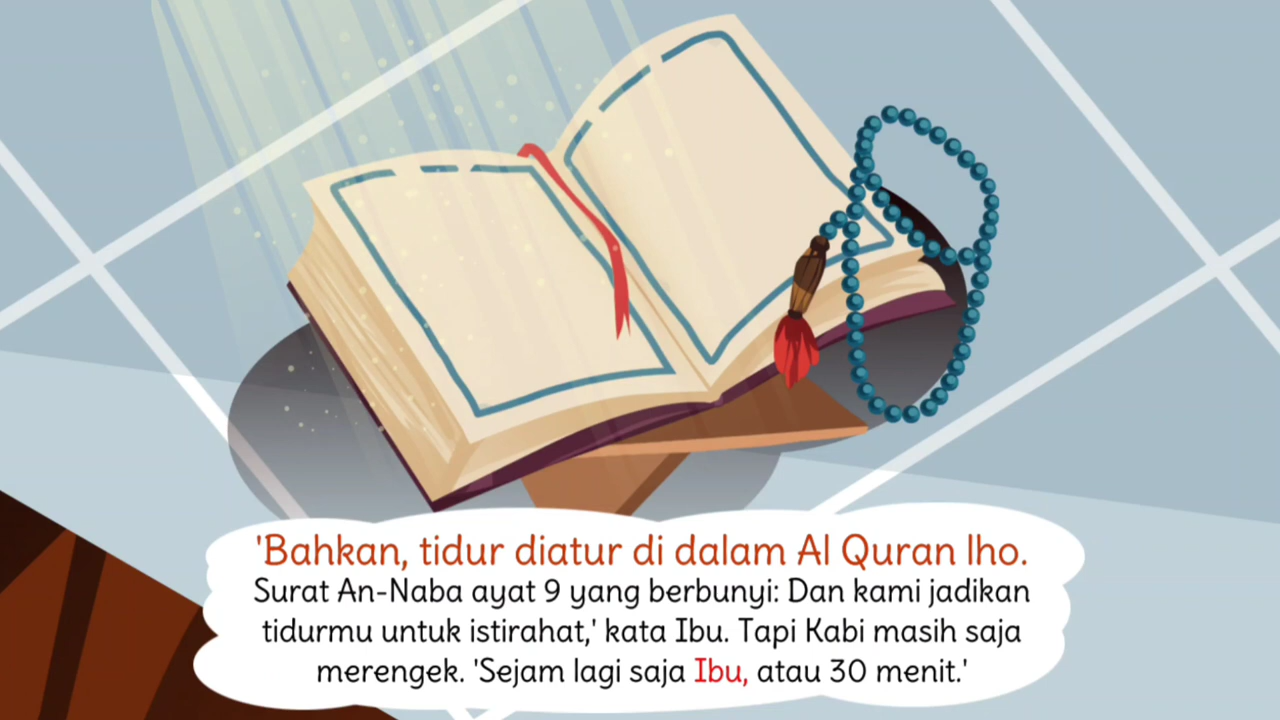 'Bahkan, tidur diatur di dalam Al Quran lho.
Surat An-Naba ayat 9 yang berbunyi: Dan kami jadikan
tidurmu untuk istirahat,' kata Ibu. Tapi Kabi masih saja
merengek. 'Sejam lagi saja Ibu, atau 30 menit.'